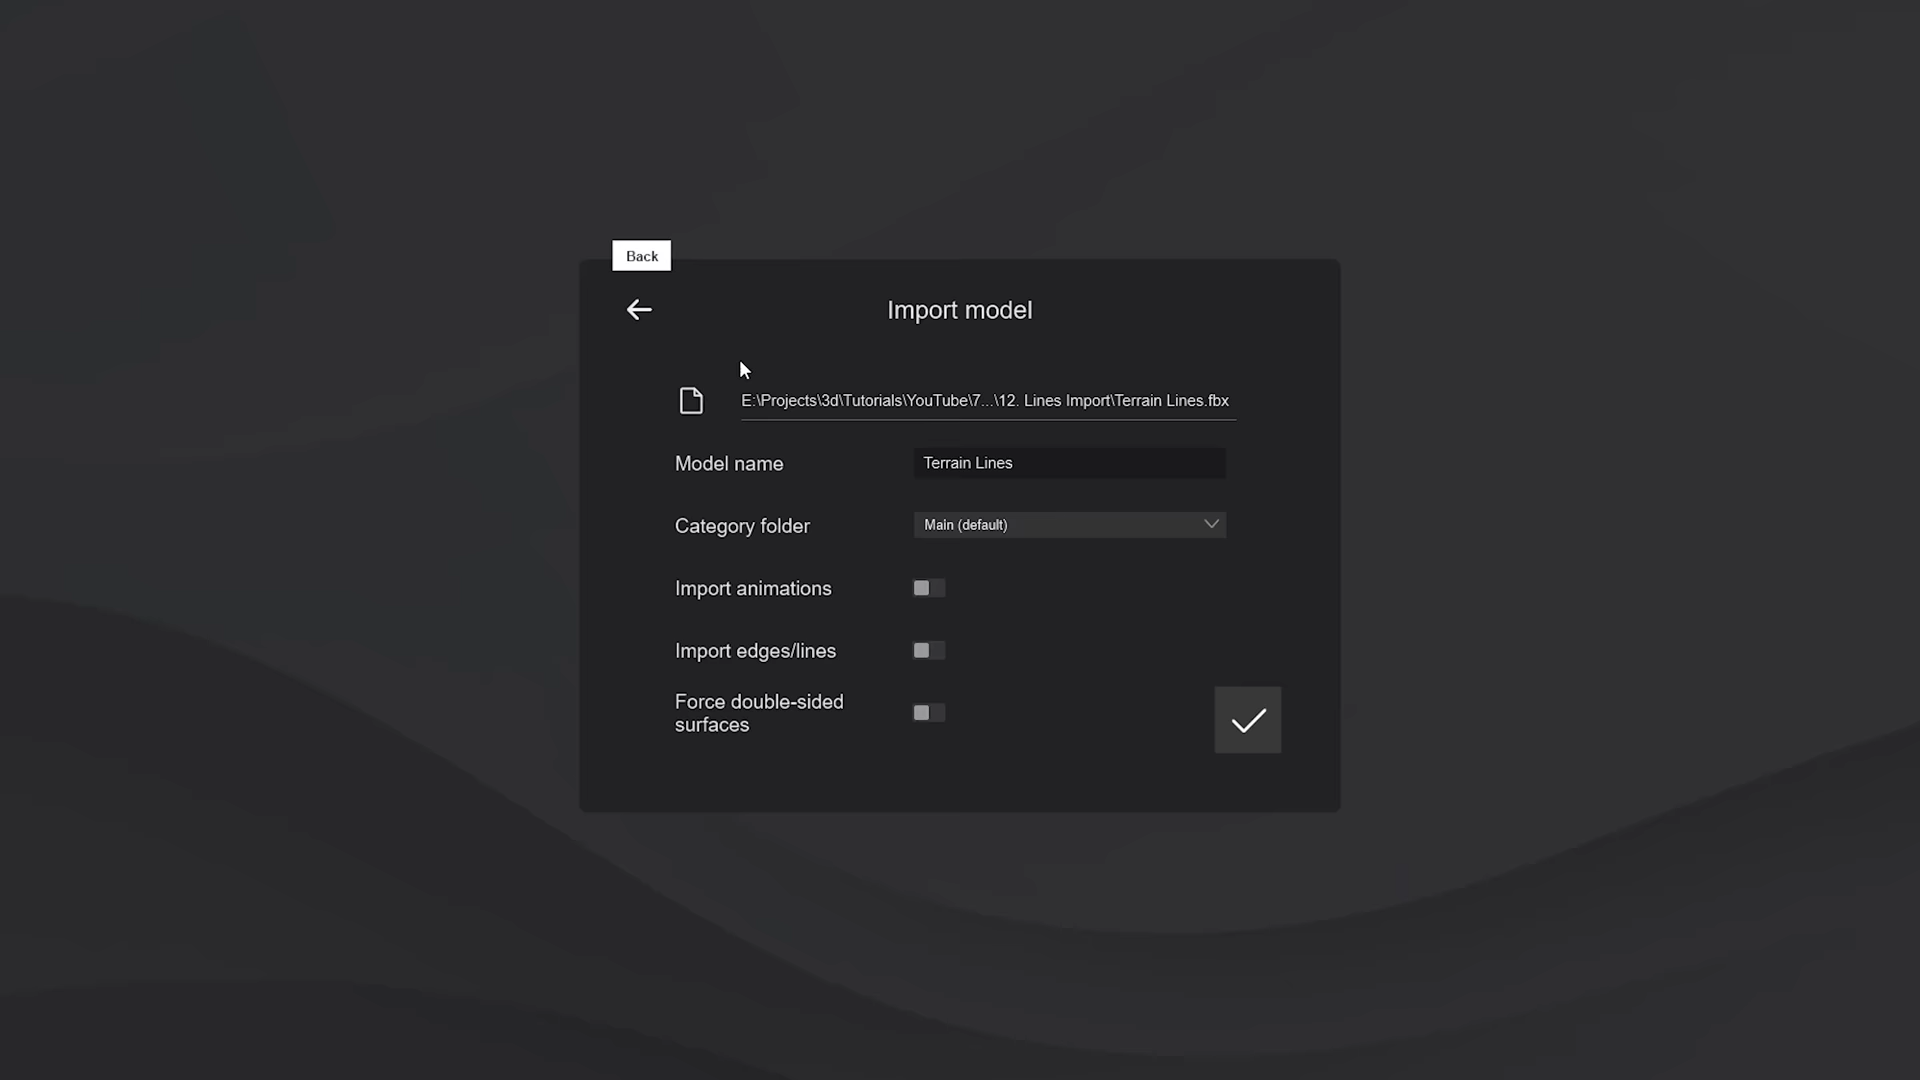 Back
Import model
E:\Projects\3d\Tutorials\YouTube\7...\12. Lines Import\Terrain Lines.fbx
Model name
Terrain Lines
Category folder
Main (default)
Import animations
Import edges/lines
Force double-sided
surfaces